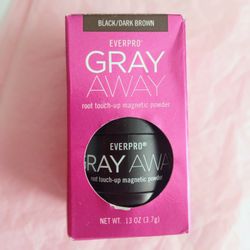 BLACK/DARK BROWN
EVERPRO®
GRAY
AWAY
root touch-up magnetic powder
EVERPRO®
GRAY AWA
root touch-up magnetic powder
NET WT. .13 OZ (3.7g)